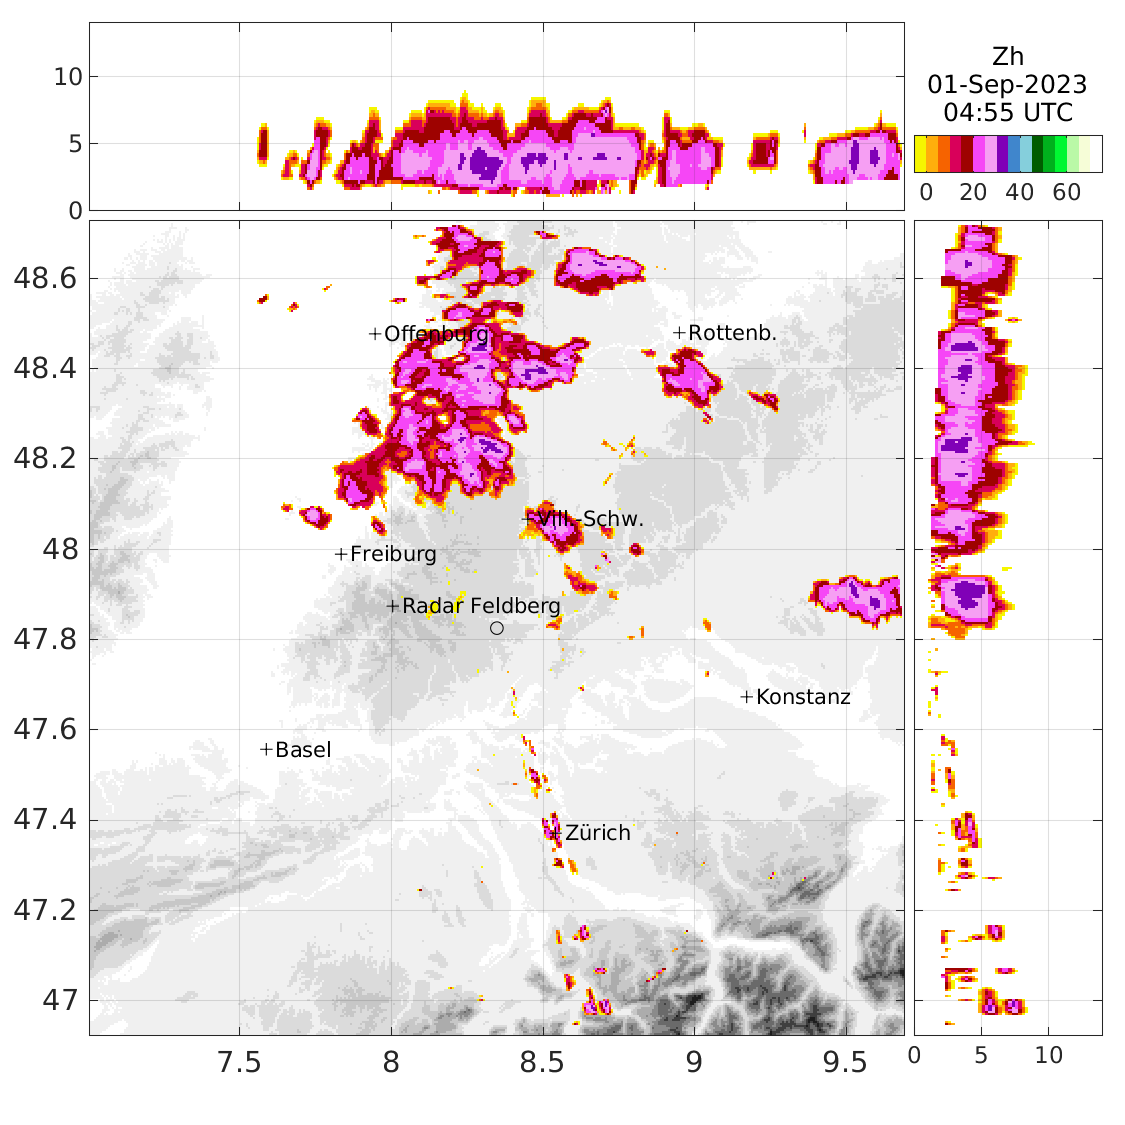 10
5
0
Zh
01-Sep-2023
04:55 UTC
0 20 40 60
48.6
48.4
48.2
48
47.8
47.6
47.4
47.2
47
Offenburg
Rottenb.
Vill.-Schw.
Freiburg
Radar Feldberg
Konstanz
Basel
Zürich
7.5 8 8.5 9 9.5
0 5 10